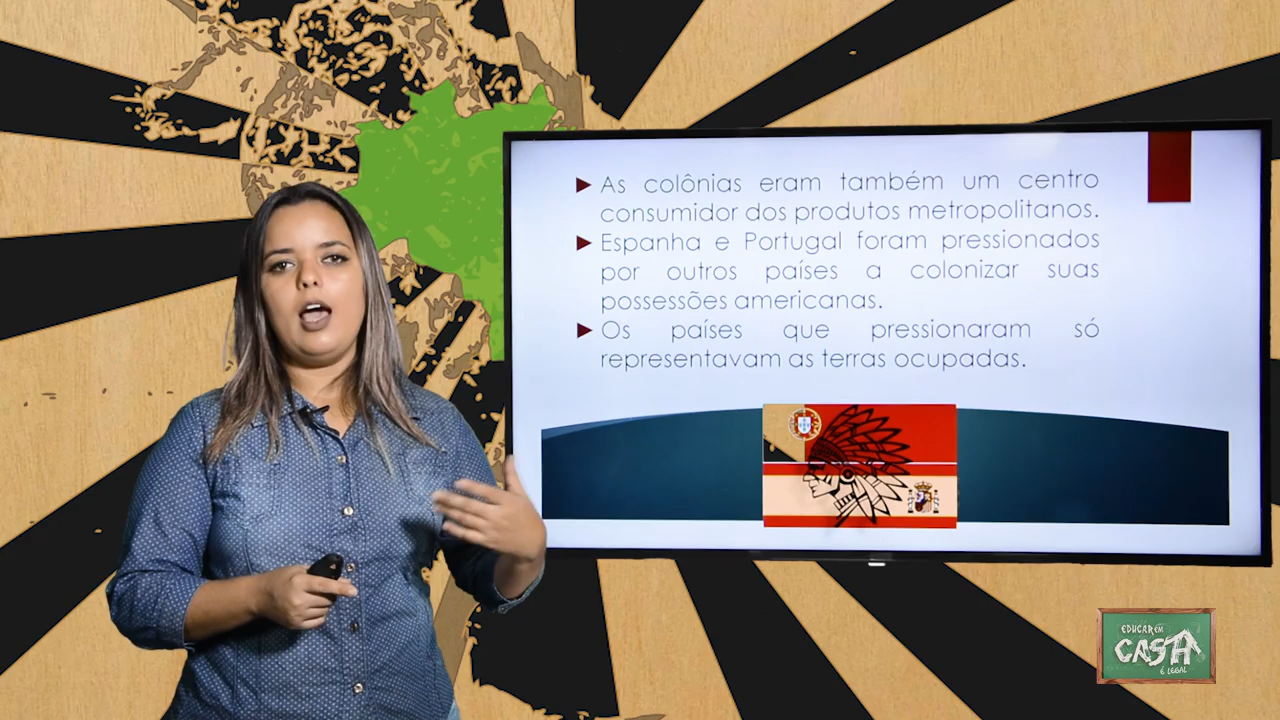 As colônias eram também um centro
consumidor dos produtos metropolitanos.
Espanha e Portugal foram pressionados
por outros países a colonizar suas
possessões americanas.
Os países que pressionaram só
representavam as terras ocupadas.
EDUCAR EM
CASA
É LEGAL